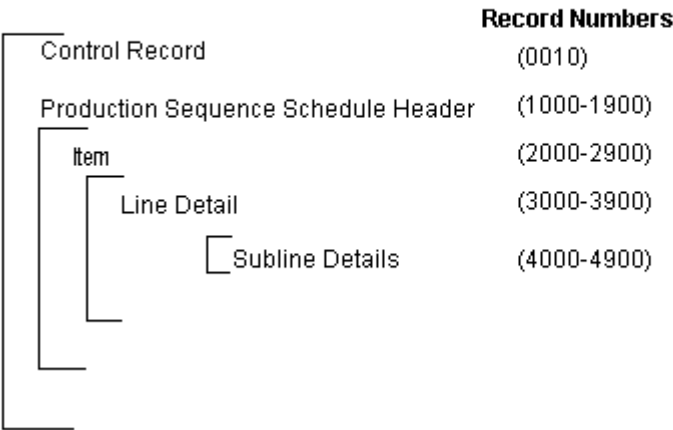 Record Numbers
Control Record (0010)
Production Sequence Schedule Header (1000-1900)
Item (2000-2900)
Line Detail (3000-3900)
Subline Details (4000-4900)